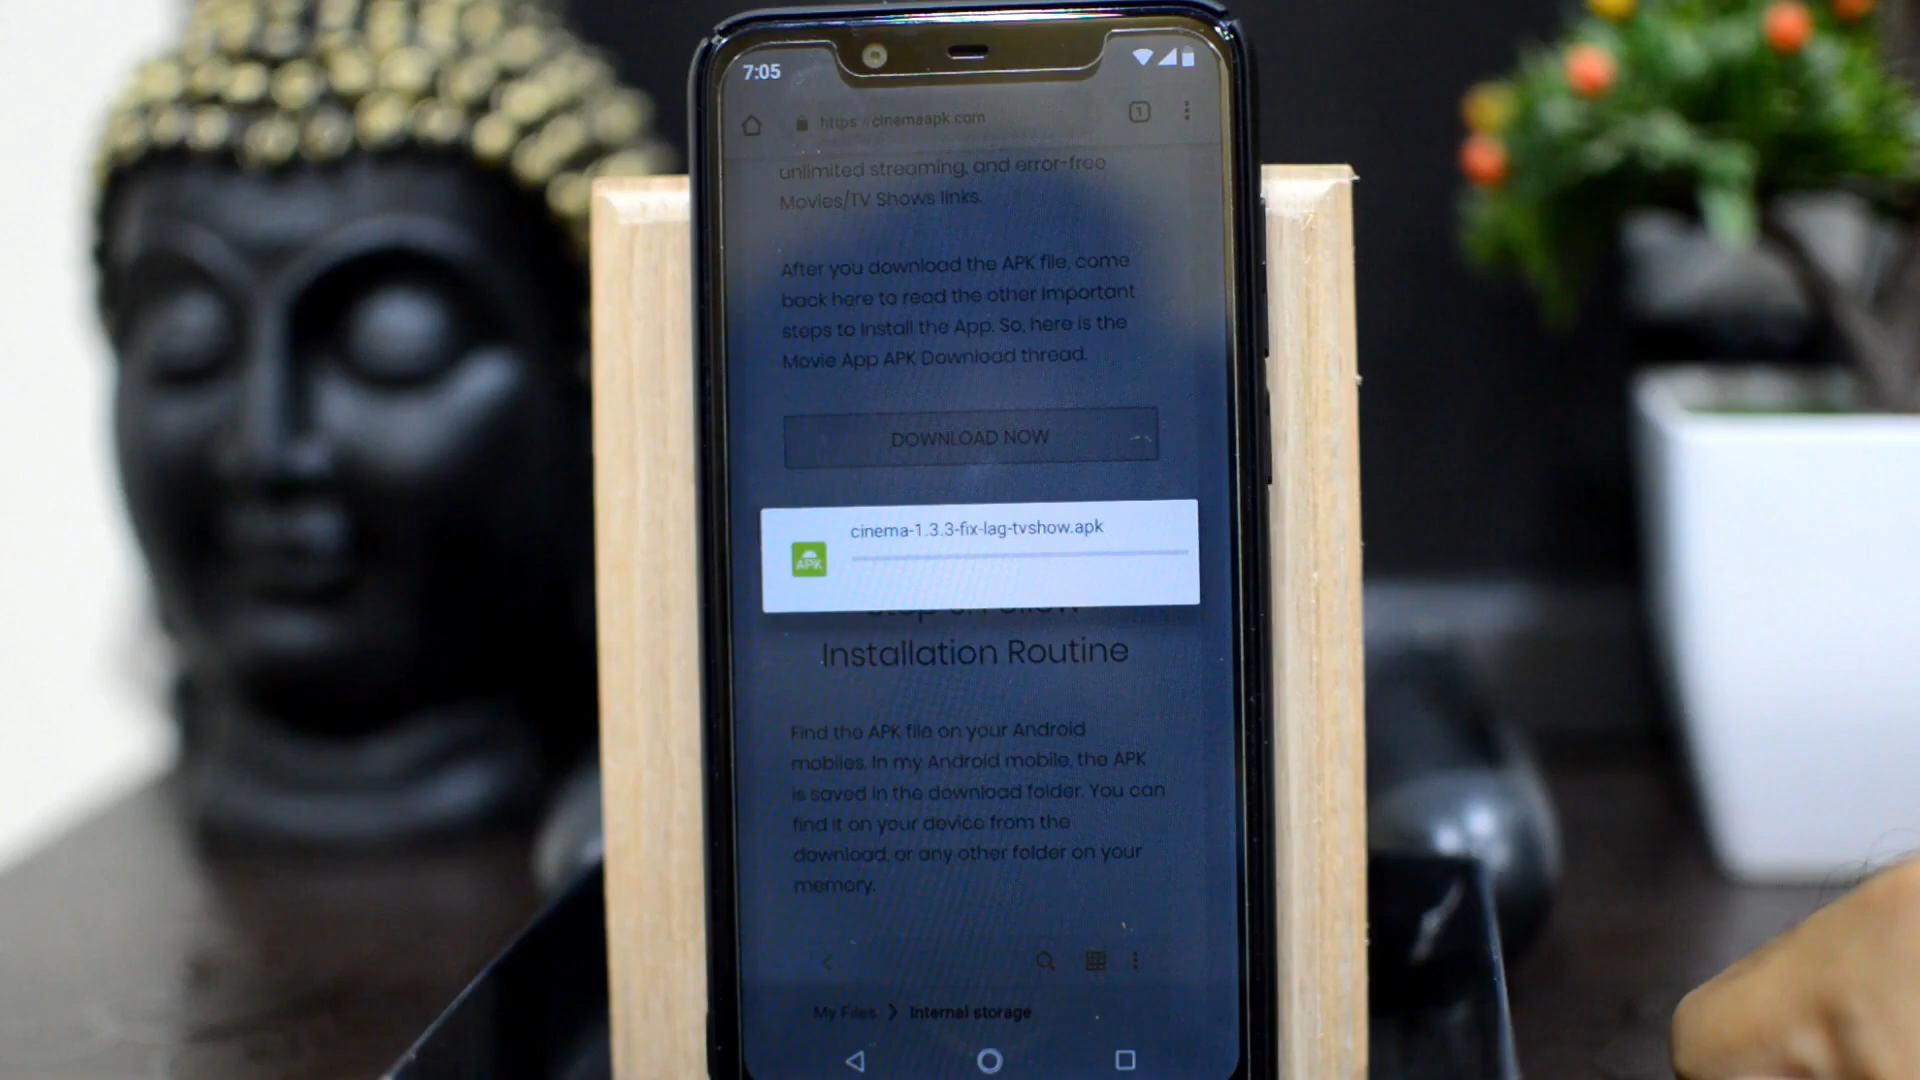 7:05
https://cinemaapk.com
1
unlimited streaming, and error-free
Movies/TV Shows links.
After you download the APK file, come
back here to read the other important
steps to Install the App. So, here is the
Movie App APK Download thread.
DOWNLOAD NOW
cinema-1.3.3-fix-lag-tvshow.apk
APK
Installation Routine
Find the APK file on your Android
mobiles. In my Android mobile, the APK
is saved in the download folder. You can
find it on your device from the
download, or any other folder on your
memory.
My Files > Internal storage